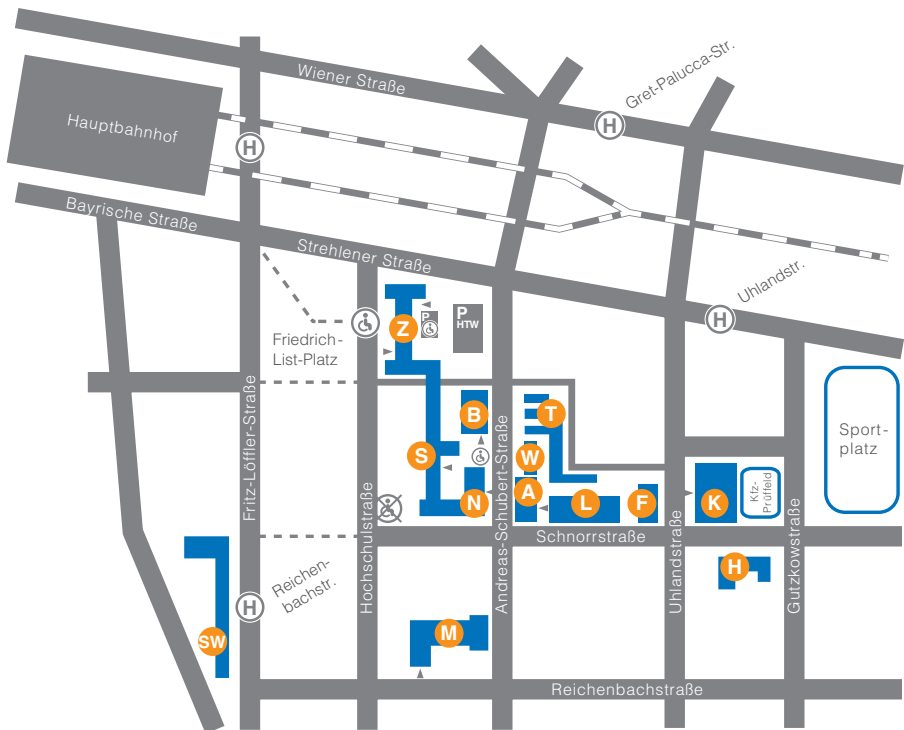 Wiener Straße
Gret-Palucca-Str.
H
Hauptbahnhof
H
Bayrische Straße
Strehlener Straße
Uhlandstr.
H
Z
P
P
HTW
Friedrich-
List-Platz
Fritz-Löffler-Straße
Hochschulstraße
Andreas-Schubert-Straße
Uhlandstraße
Gutzkowstraße
B
T
S
W
N
A
L
F
K
Kfz-
Prüffeld
Sport-
platz
Schnorrstraße
H
Reichen-
bachstr.
H
SW
M
Reichenbachstraße